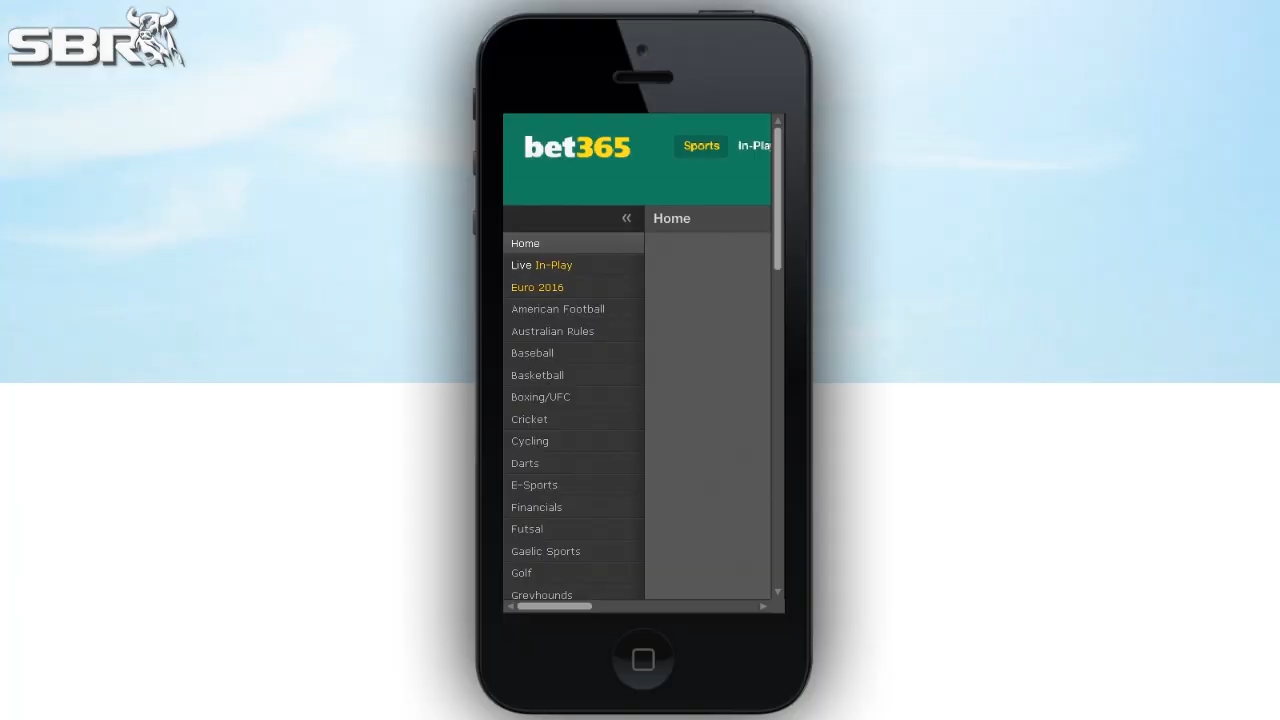 SBR
bet365
Sports
In-Play
«
Home
Home
Live In-Play
Euro 2016
American Football
Australian Rules
Baseball
Basketball
Boxing/UFC
Cricket
Cycling
Darts
E-Sports
Financials
Futsal
Gaelic Sports
Golf
Greyhounds